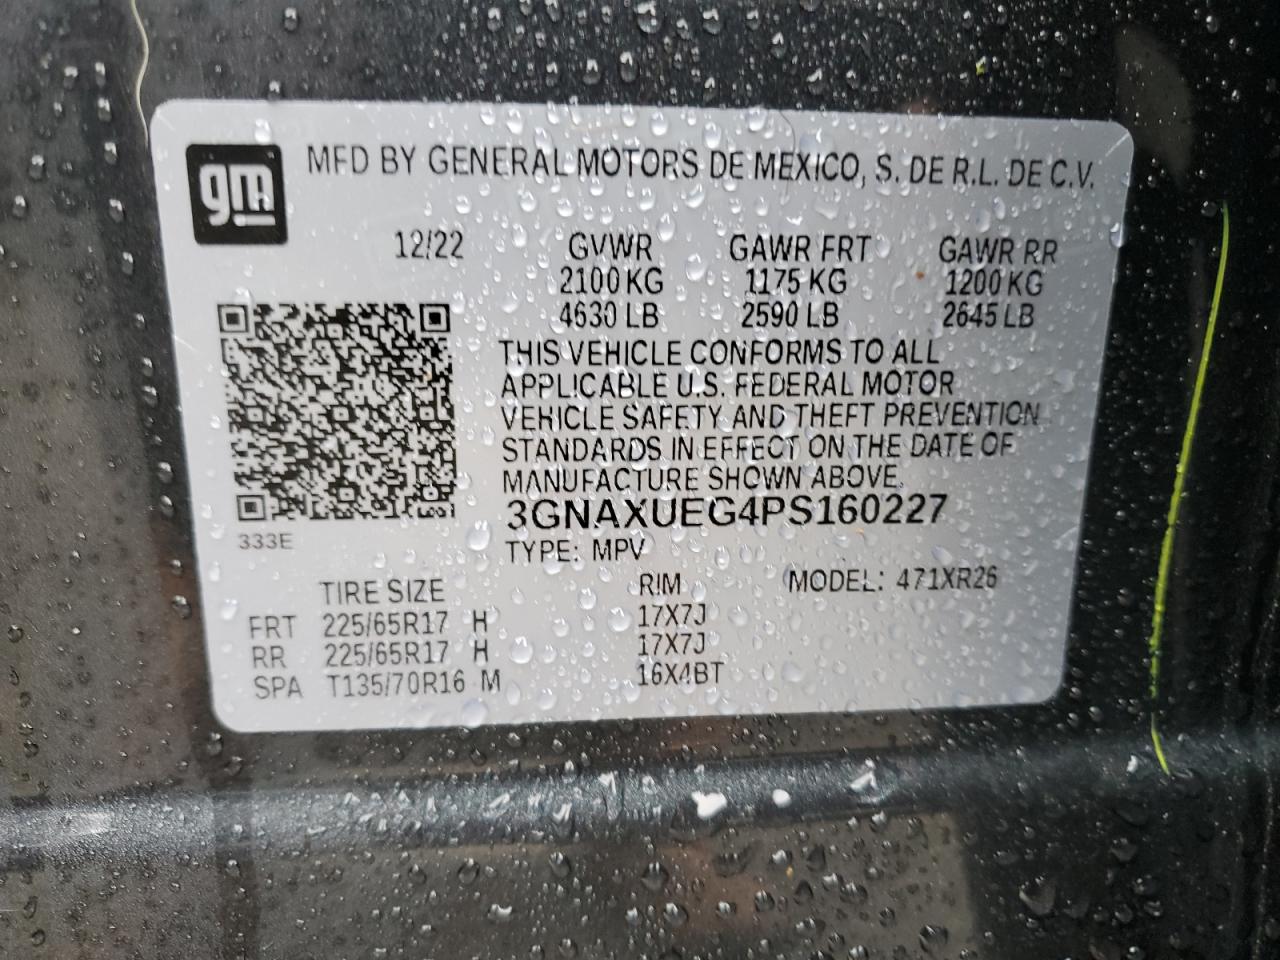 gm
MFD BY GENERAL MOTORS DE MEXICO, S. DE R.L. DE C.V.
12/22 GVWR GAWR FRT GAWR RR
2100 KG 1175 KG 1200 KG
4630 LB 2590 LB 2645 LB
THIS VEHICLE CONFORMS TO ALL
APPLICABLE U.S. FEDERAL MOTOR
VEHICLE SAFETY AND THEFT PREVENTION
STANDARDS IN EFFECT ON THE DATE OF
MANUFACTURE SHOWN ABOVE.
3GNAXUEG4PS160227
333E
TYPE: MPV
TIRE SIZE RIM MODEL: 471XR26
FRT 225/65R17 H 17X7J
RR 225/65R17 H 17X7J
SPA T135/70R16 M 16X4BT